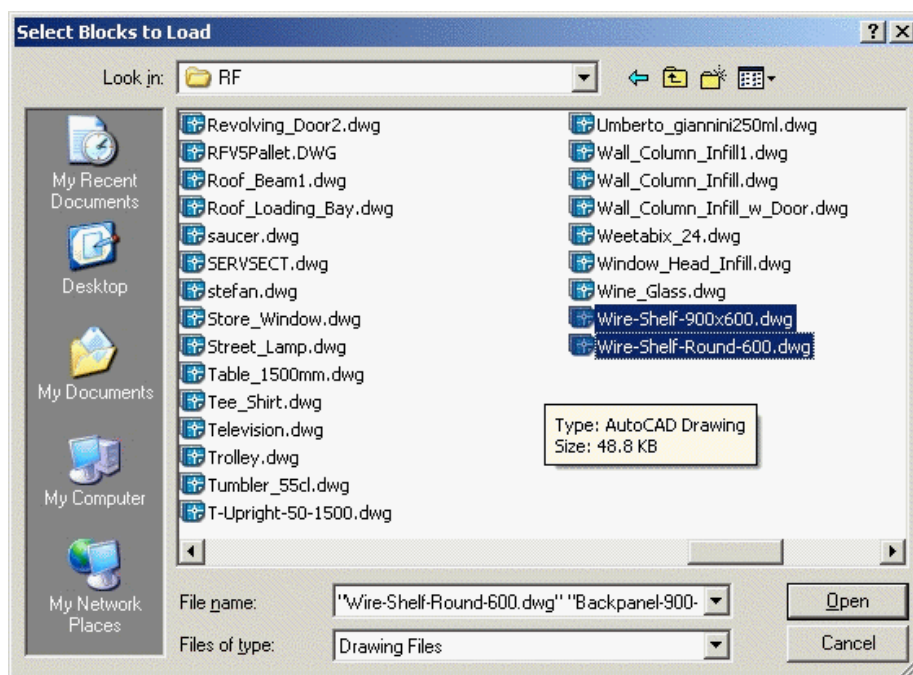 Select Blocks to Load
Look in:
RF
My Recent
Documents
Desktop
My Documents
My Computer
My Network
Places
Revolving_Door2.dwg
RFV5Pallet.DWG
Roof_Beam1.dwg
Roof_Loading_Bay.dwg
saucer.dwg
SERVSECT.dwg
stefan.dwg
Store_Window.dwg
Street_Lamp.dwg
Table_1500mm.dwg
Tee_Shirt.dwg
Television.dwg
Trolley.dwg
Tumbler_55cl.dwg
T-Upright-50-1500.dwg
Umberto_giannini250ml.dwg
Wall_Column_Infill1.dwg
Wall_Column_Infill.dwg
Wall_Column_Infill_w_Door.dwg
Weetabix_24.dwg
Window_Head_Infill.dwg
Wine_Glass.dwg
Wire-Shelf-900x600.dwg
Wire-Shelf-Round-600.dwg
Type: AutoCAD Drawing
Size: 48.8 KB
File name:
"Wire-Shelf-Round-600.dwg" "Backpanel-900-
Open
Files of type:
Drawing Files
Cancel